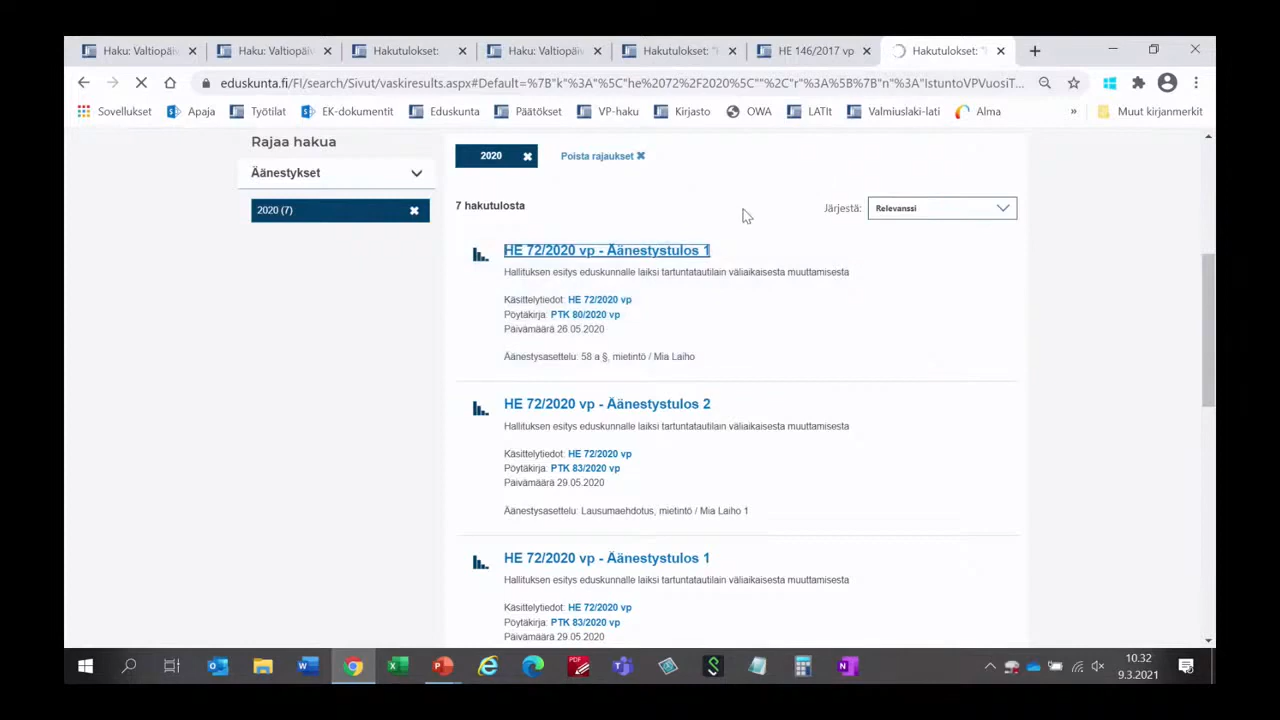 Haku: Valtiopäiv
Haku: Valtiopäiv
Hakutulokset:
Haku: Valtiopäiv
Hakutulokset: "H
HE 146/2017 vp
Hakutulokset: "
eduskunta.fi/FI/search/Sivut/vaskiresults.aspx#Default=%7B"k"%3A"%5C"he%2072%2F2020%5C""%2C"r"%3A%5B%7B"n"%3A"IstuntoVPVuosiT...
Sovellukset
Apaja
Työtilat
EK-dokumentit
Eduskunta
Päätökset
VP-haku
Kirjasto
OWA
LATIt
Valmiuslaki-lati
Alma
»
Muut kirjanmerkit
Rajaa hakua
Äänestykset
2020 (7)
2020
Poista rajaukset
7 hakutulosta
Järjestä:
Relevanssi
HE 72/2020 vp - Äänestystulos 1
Hallituksen esitys eduskunnalle laiksi tartuntatautilain väliaikaisesta muuttamisesta
Käsittelytiedot: HE 72/2020 vp
Pöytäkirja: PTK 80/2020 vp
Päivämäärä 26.05.2020
Äänestysasettelu: 58 a §, mietintö / Mia Laiho
HE 72/2020 vp - Äänestystulos 2
Hallituksen esitys eduskunnalle laiksi tartuntatautilain väliaikaisesta muuttamisesta
Käsittelytiedot: HE 72/2020 vp
Pöytäkirja: PTK 83/2020 vp
Päivämäärä 29.05.2020
Äänestysasettelu: Lausumaehdotus, mietintö / Mia Laiho 1
HE 72/2020 vp - Äänestystulos 1
Hallituksen esitys eduskunnalle laiksi tartuntatautilain väliaikaisesta muuttamisesta
Käsittelytiedot: HE 72/2020 vp
Pöytäkirja: PTK 83/2020 vp
Päivämäärä 29.05.2020
10.32
9.3.2021